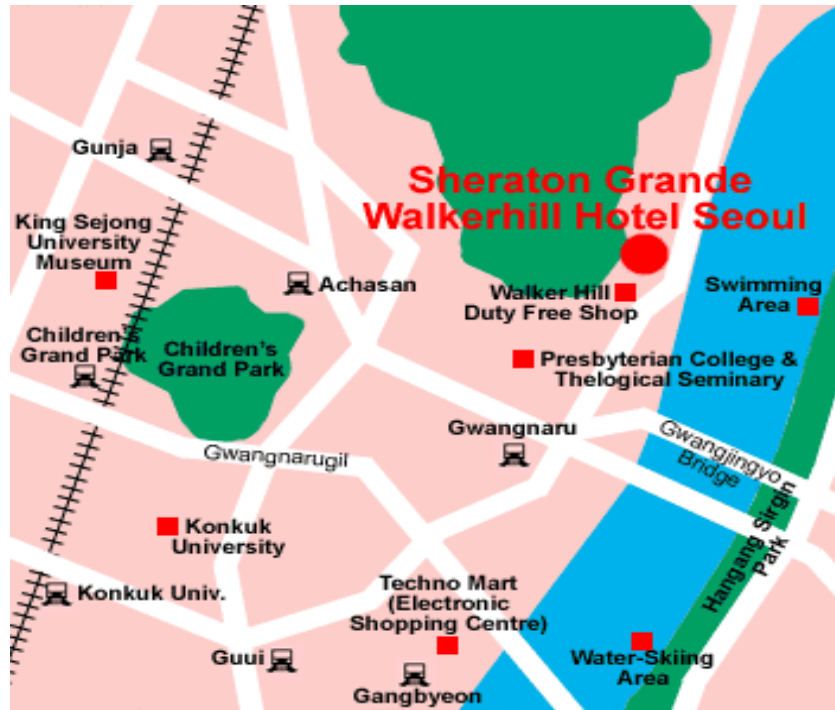 Gunja
Sheraton Grande
Walkerhill Hotel Seoul
King Sejong
University
Museum
Achasan
Walker Hill
Duty Free Shop
Swimming
Area
Children's
Grand Park
Children's
Grand Park
Presbyterian College &
Thelogical Seminary
Gwangnaru
Gwangjingyo
Bridge
Gwangnarugil
Hangang Sirgin
Park
Konkuk
University
Konkuk Univ.
Techno Mart
(Electronic
Shopping Centre)
Guui
Gangbyeon
Water-Skiing
Area